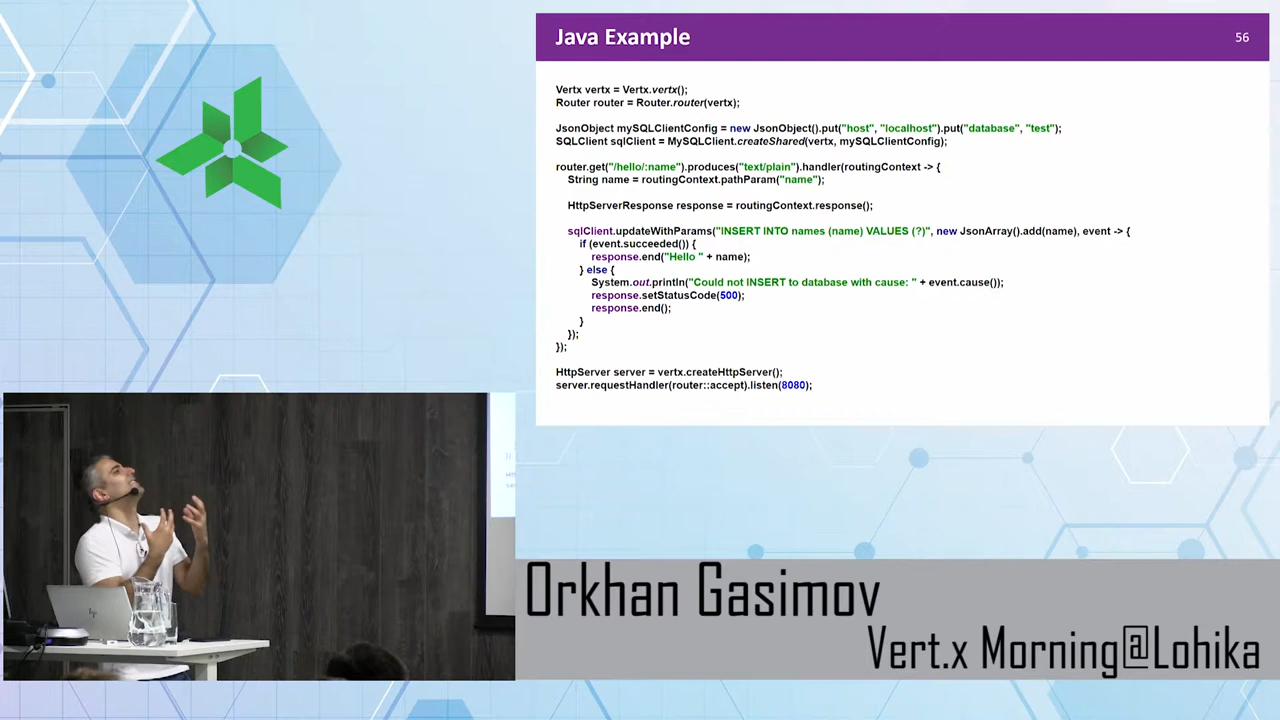 Java Example
56
Vertx vertx = Vertx.vertx();
Router router = Router.router(vertx);
JsonObject mySQLClientConfig = new JsonObject().put("host", "localhost").put("database", "test");
SQLClient sqlClient = MySQLClient.createShared(vertx, mySQLClientConfig);
router.get("/hello/:name").produces("text/plain").handler(routingContext -> {
String name = routingContext.pathParam("name");
HttpServerResponse response = routingContext.response();
sqlClient.updateWithParams("INSERT INTO names (name) VALUES (?)", new JsonArray().add(name), event -> {
if (event.succeeded()) {
response.end("Hello " + name);
} else {
System.out.println("Could not INSERT to database with cause: " + event.cause());
response.setStatusCode(500);
response.end();
}
});
});
HttpServer server = vertx.createHttpServer();
server.requestHandler(router::accept).listen(8080);
Orkhan Gasimov
Vert.x Morning@Lohika